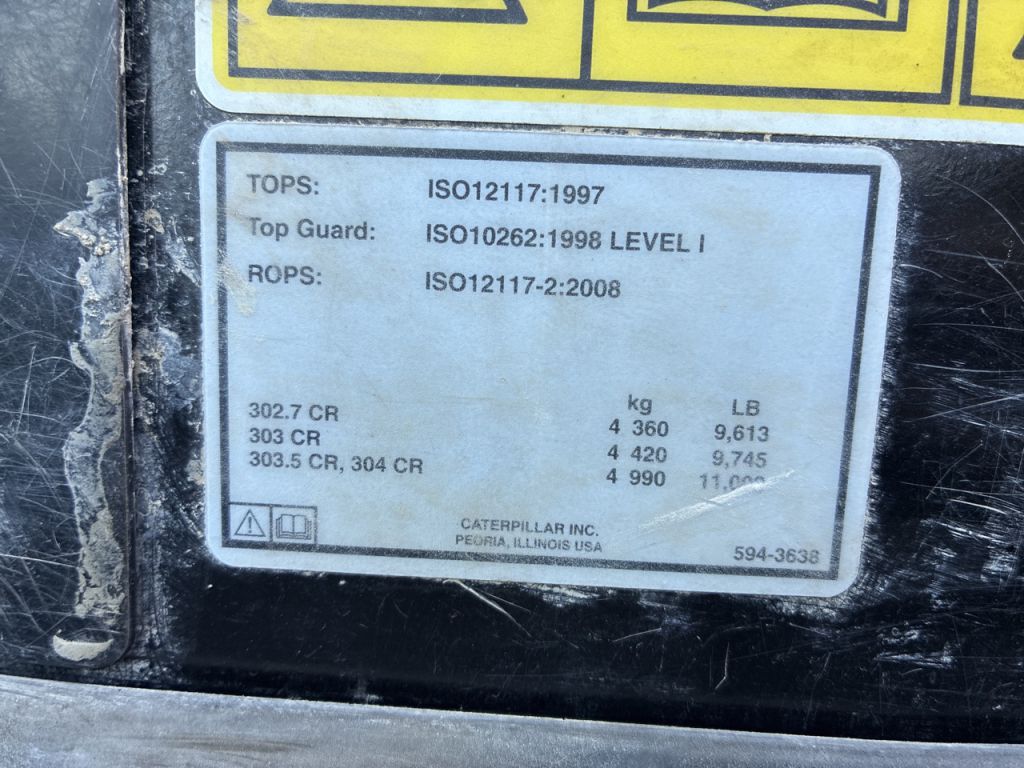 TOPS: ISO12117:1997
Top Guard: ISO10262:1998 LEVEL I
ROPS: ISO12117-2:2008
kg LB
302.7 CR 4 360 9,613
303 CR 4 420 9,745
303.5 CR, 304 CR 4 990
CATERPILLAR INC.
PEORIA, ILLINOIS USA
594-3638